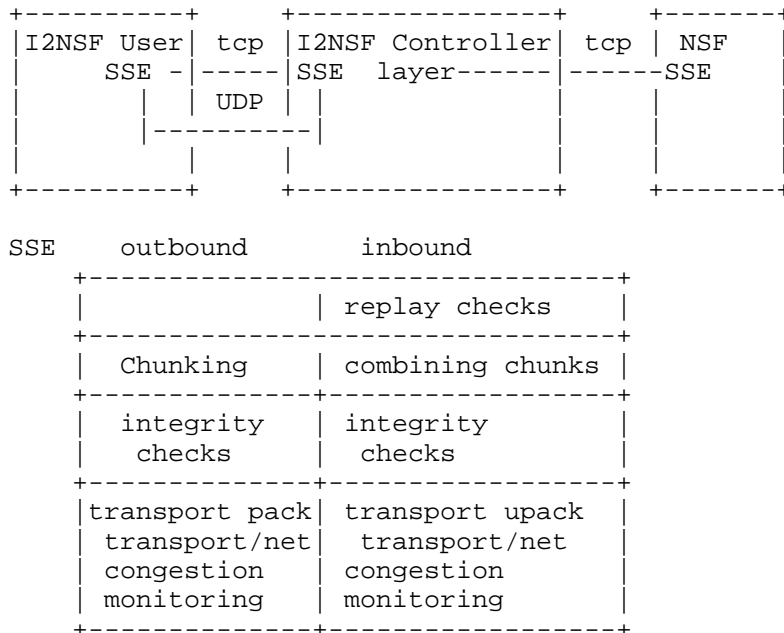 I2NSF User tcp I2NSF Controller tcp NSF
SSE SSE layer SSE
UDP
SSE outbound inbound
replay checks
Chunking combining chunks
integrity integrity
checks checks
transport pack transport upack
transport/net transport/net
congestion congestion
monitoring monitoring